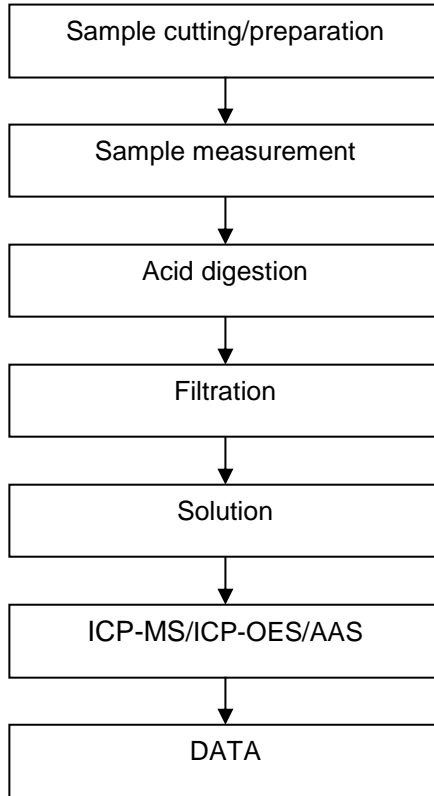 Sample cutting/preparation
Sample measurement
Acid digestion
Filtration
Solution
ICP-MS/ICP-OES/AAS
DATA